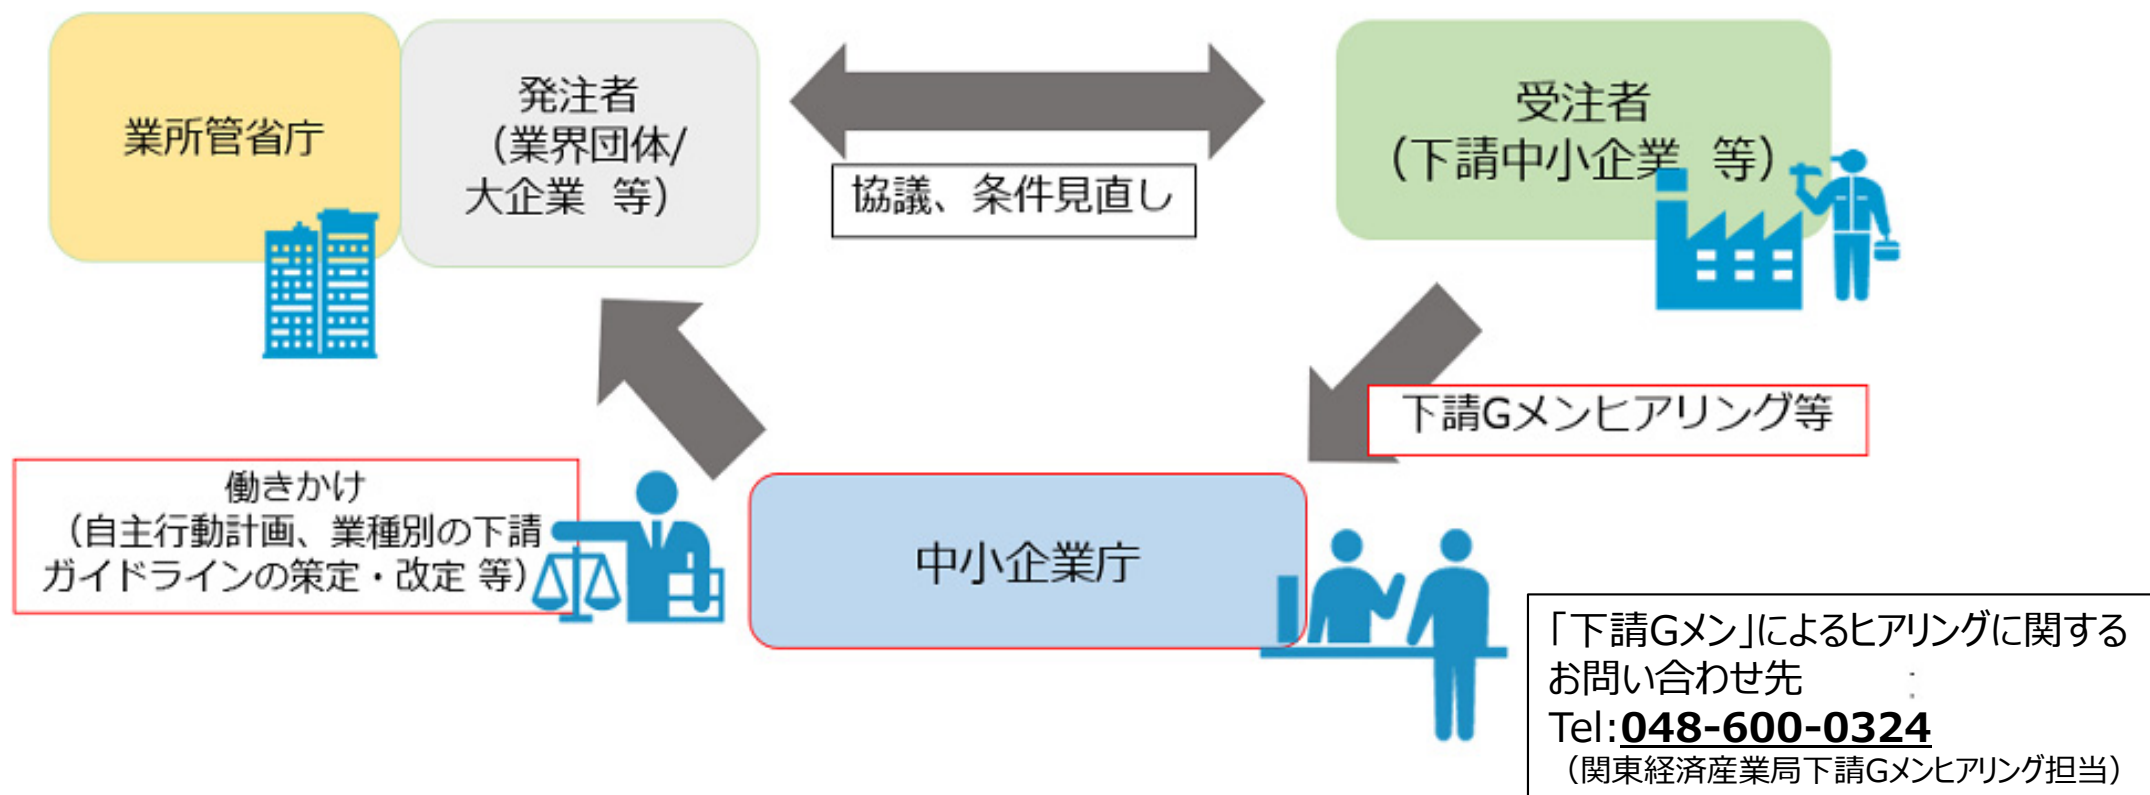 業所管省庁
発注者
（業界団体/
大企業 等）
協議、条件見直し
受注者
（下請中小企業 等）
下請Gメンヒアリング等
働きかけ
（自主行動計画、業種別の下請
ガイドラインの策定・改定 等）
中小企業庁
「下請Gメン」によるヒアリングに関する
お問い合わせ先 :
Tel:048-600-0324
（関東経済産業局下請Gメンヒアリング担当）